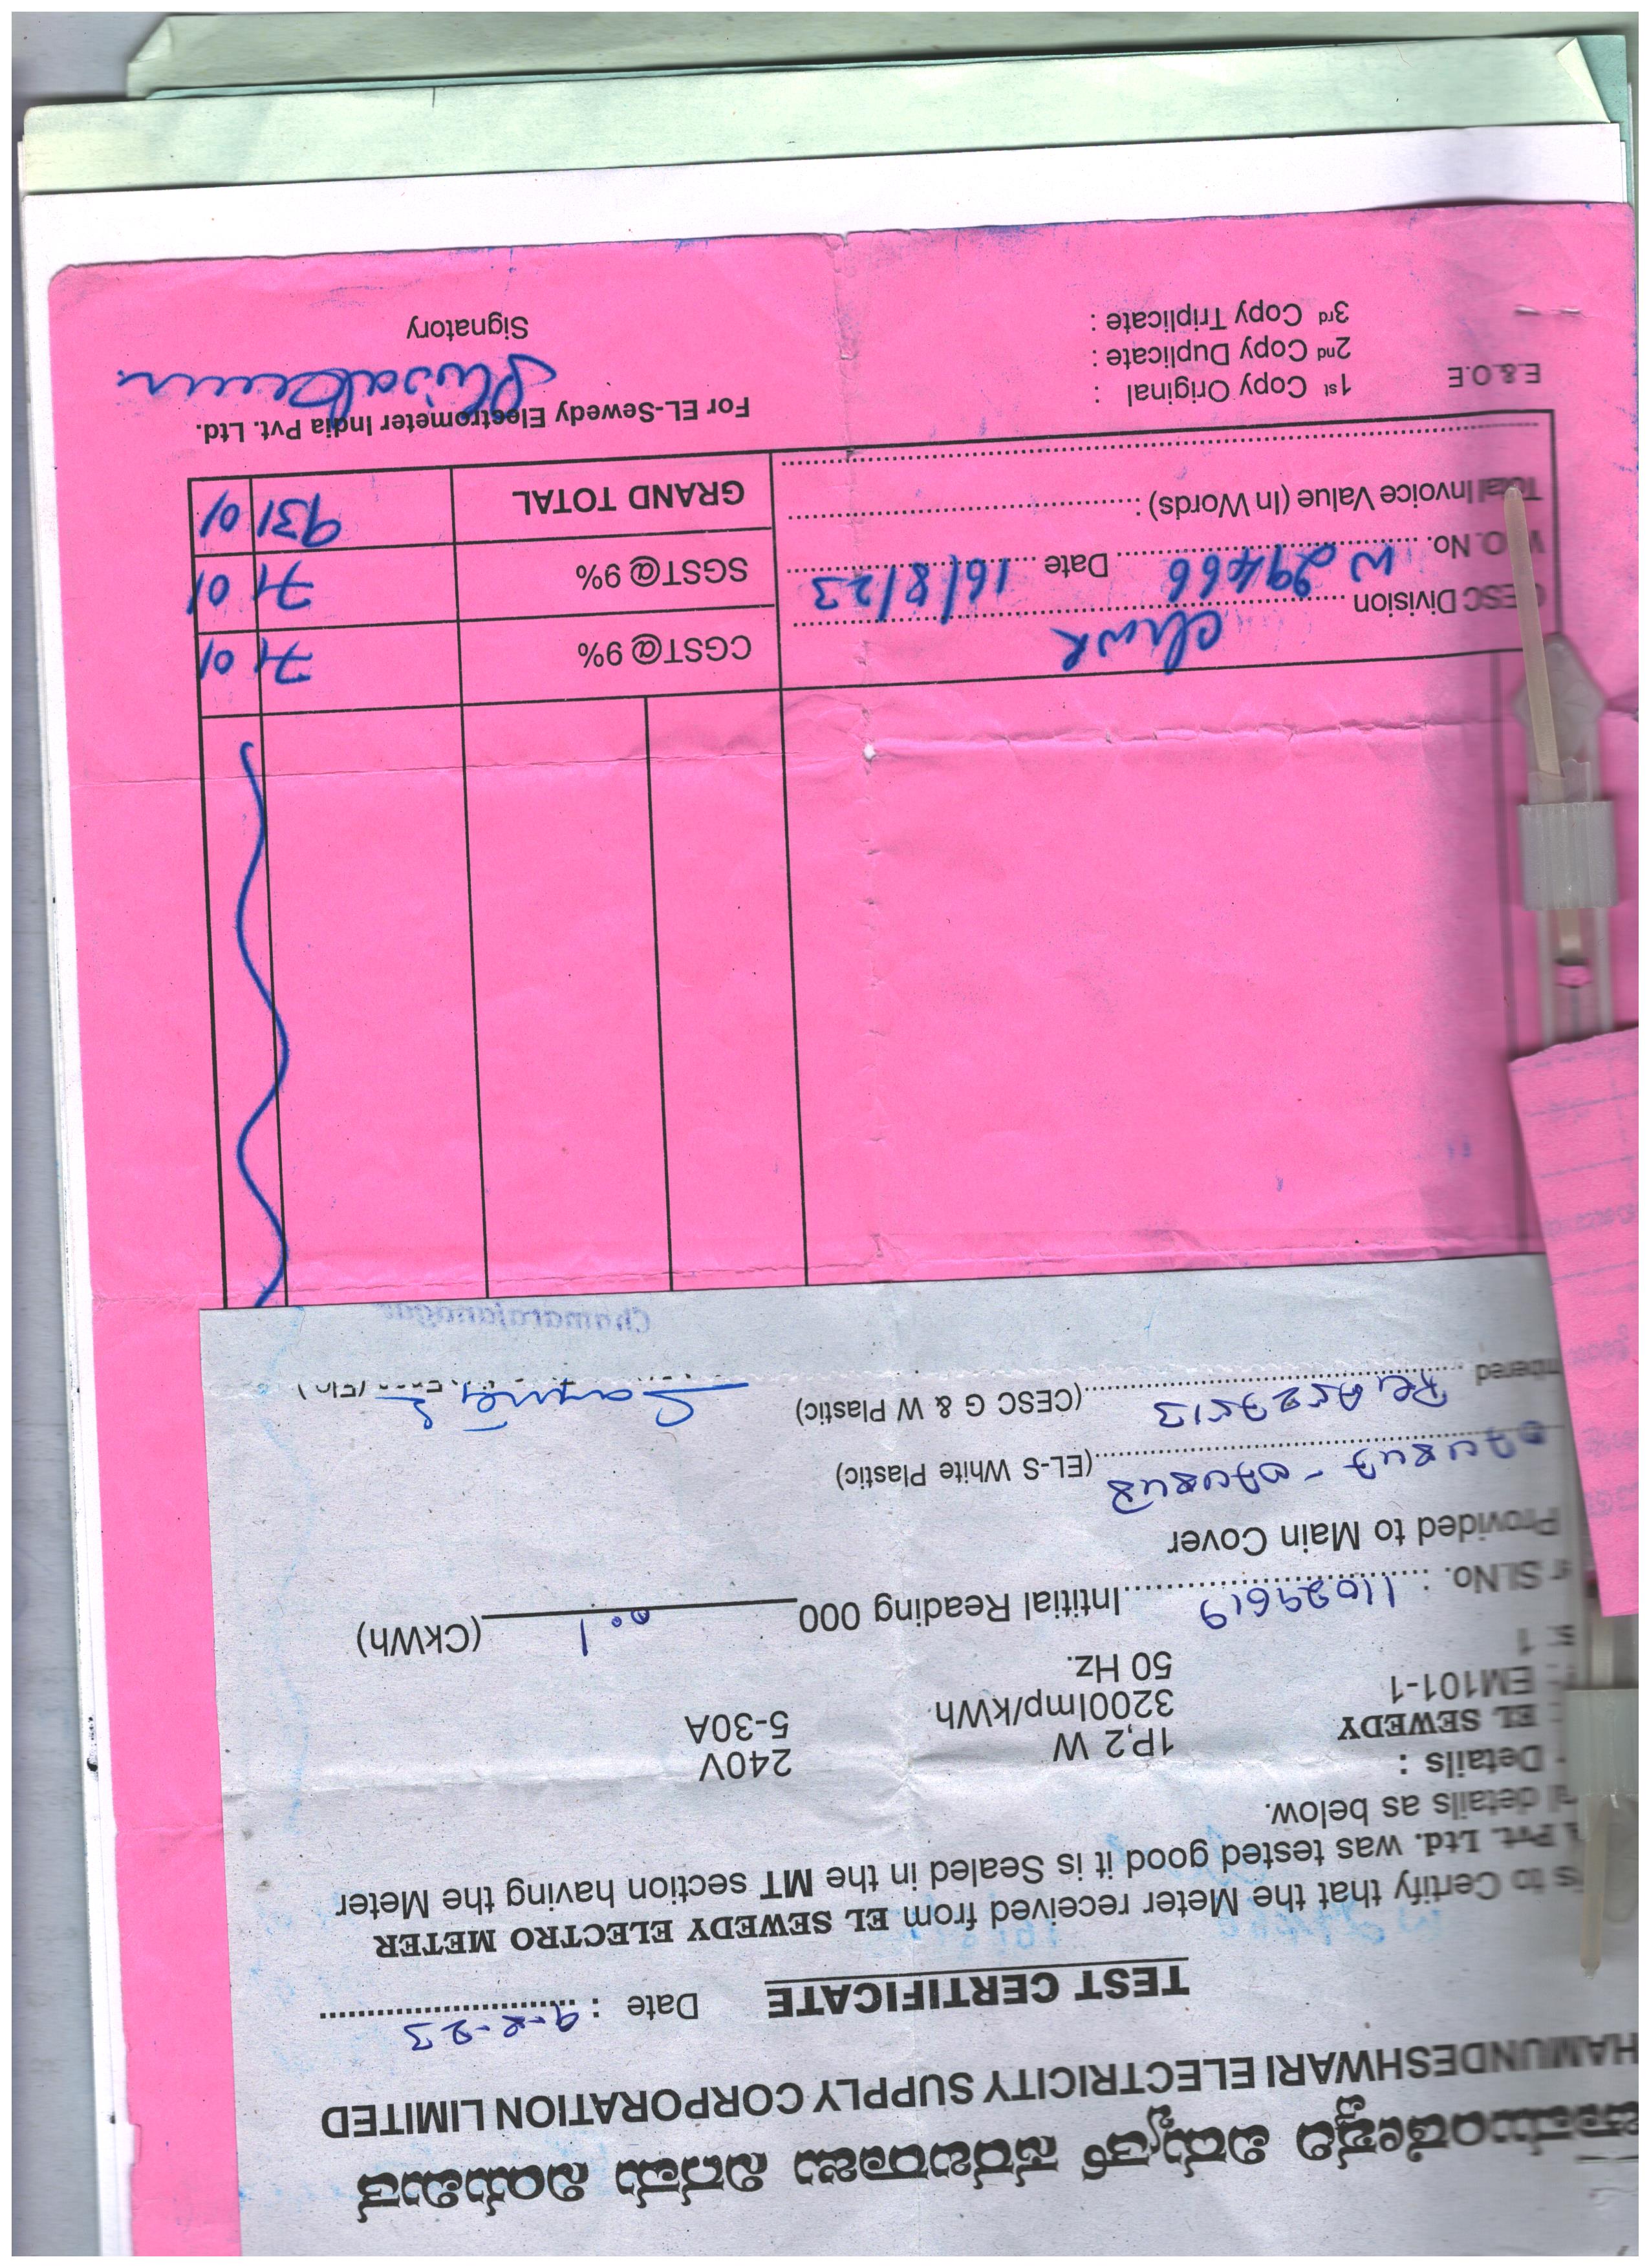 ಚಾಮುಂಡೇಶ್ವರಿ ವಿದ್ಯುತ್ ಸರಬರಾಜು ನಿಗಮ ನಿಯಮಿತ
HAMUNDESHWARI ELECTRICITY SUPPLY CORPORATION LIMITED
TEST CERTIFICATE Date : 9-8-23
is to Certify that the Meter received from EL SEWEDY ELECTRO METER
Pvt. Ltd. was tested good it is Sealed in the MT section having the Meter
details as below.
Details :
EL SEWEDY 1P,2 W 240V
EM101-1 3200Imp/kWh 5-30A
: 1 50 Hz.
Sl.No. : 11029619 Intitial Reading 000 001 (CkWh)
Provided to Main Cover
(EL-S White Plastic)
mbered (CESC G & W Plastic)
Chamarajanagar
CGST@ 9% 71 01
SGST@ 9% 71 01
GRAND TOTAL 931 01
CESC Division
W.O. No. W 29466 Date 16/8/23
Total Invoice Value (In Words) :
For EL-Sewedy Electrometer India Pvt. Ltd.
Signatory
E.&.O.E
1st Copy Original :
2nd Copy Duplicate :
3rd Copy Triplicate :